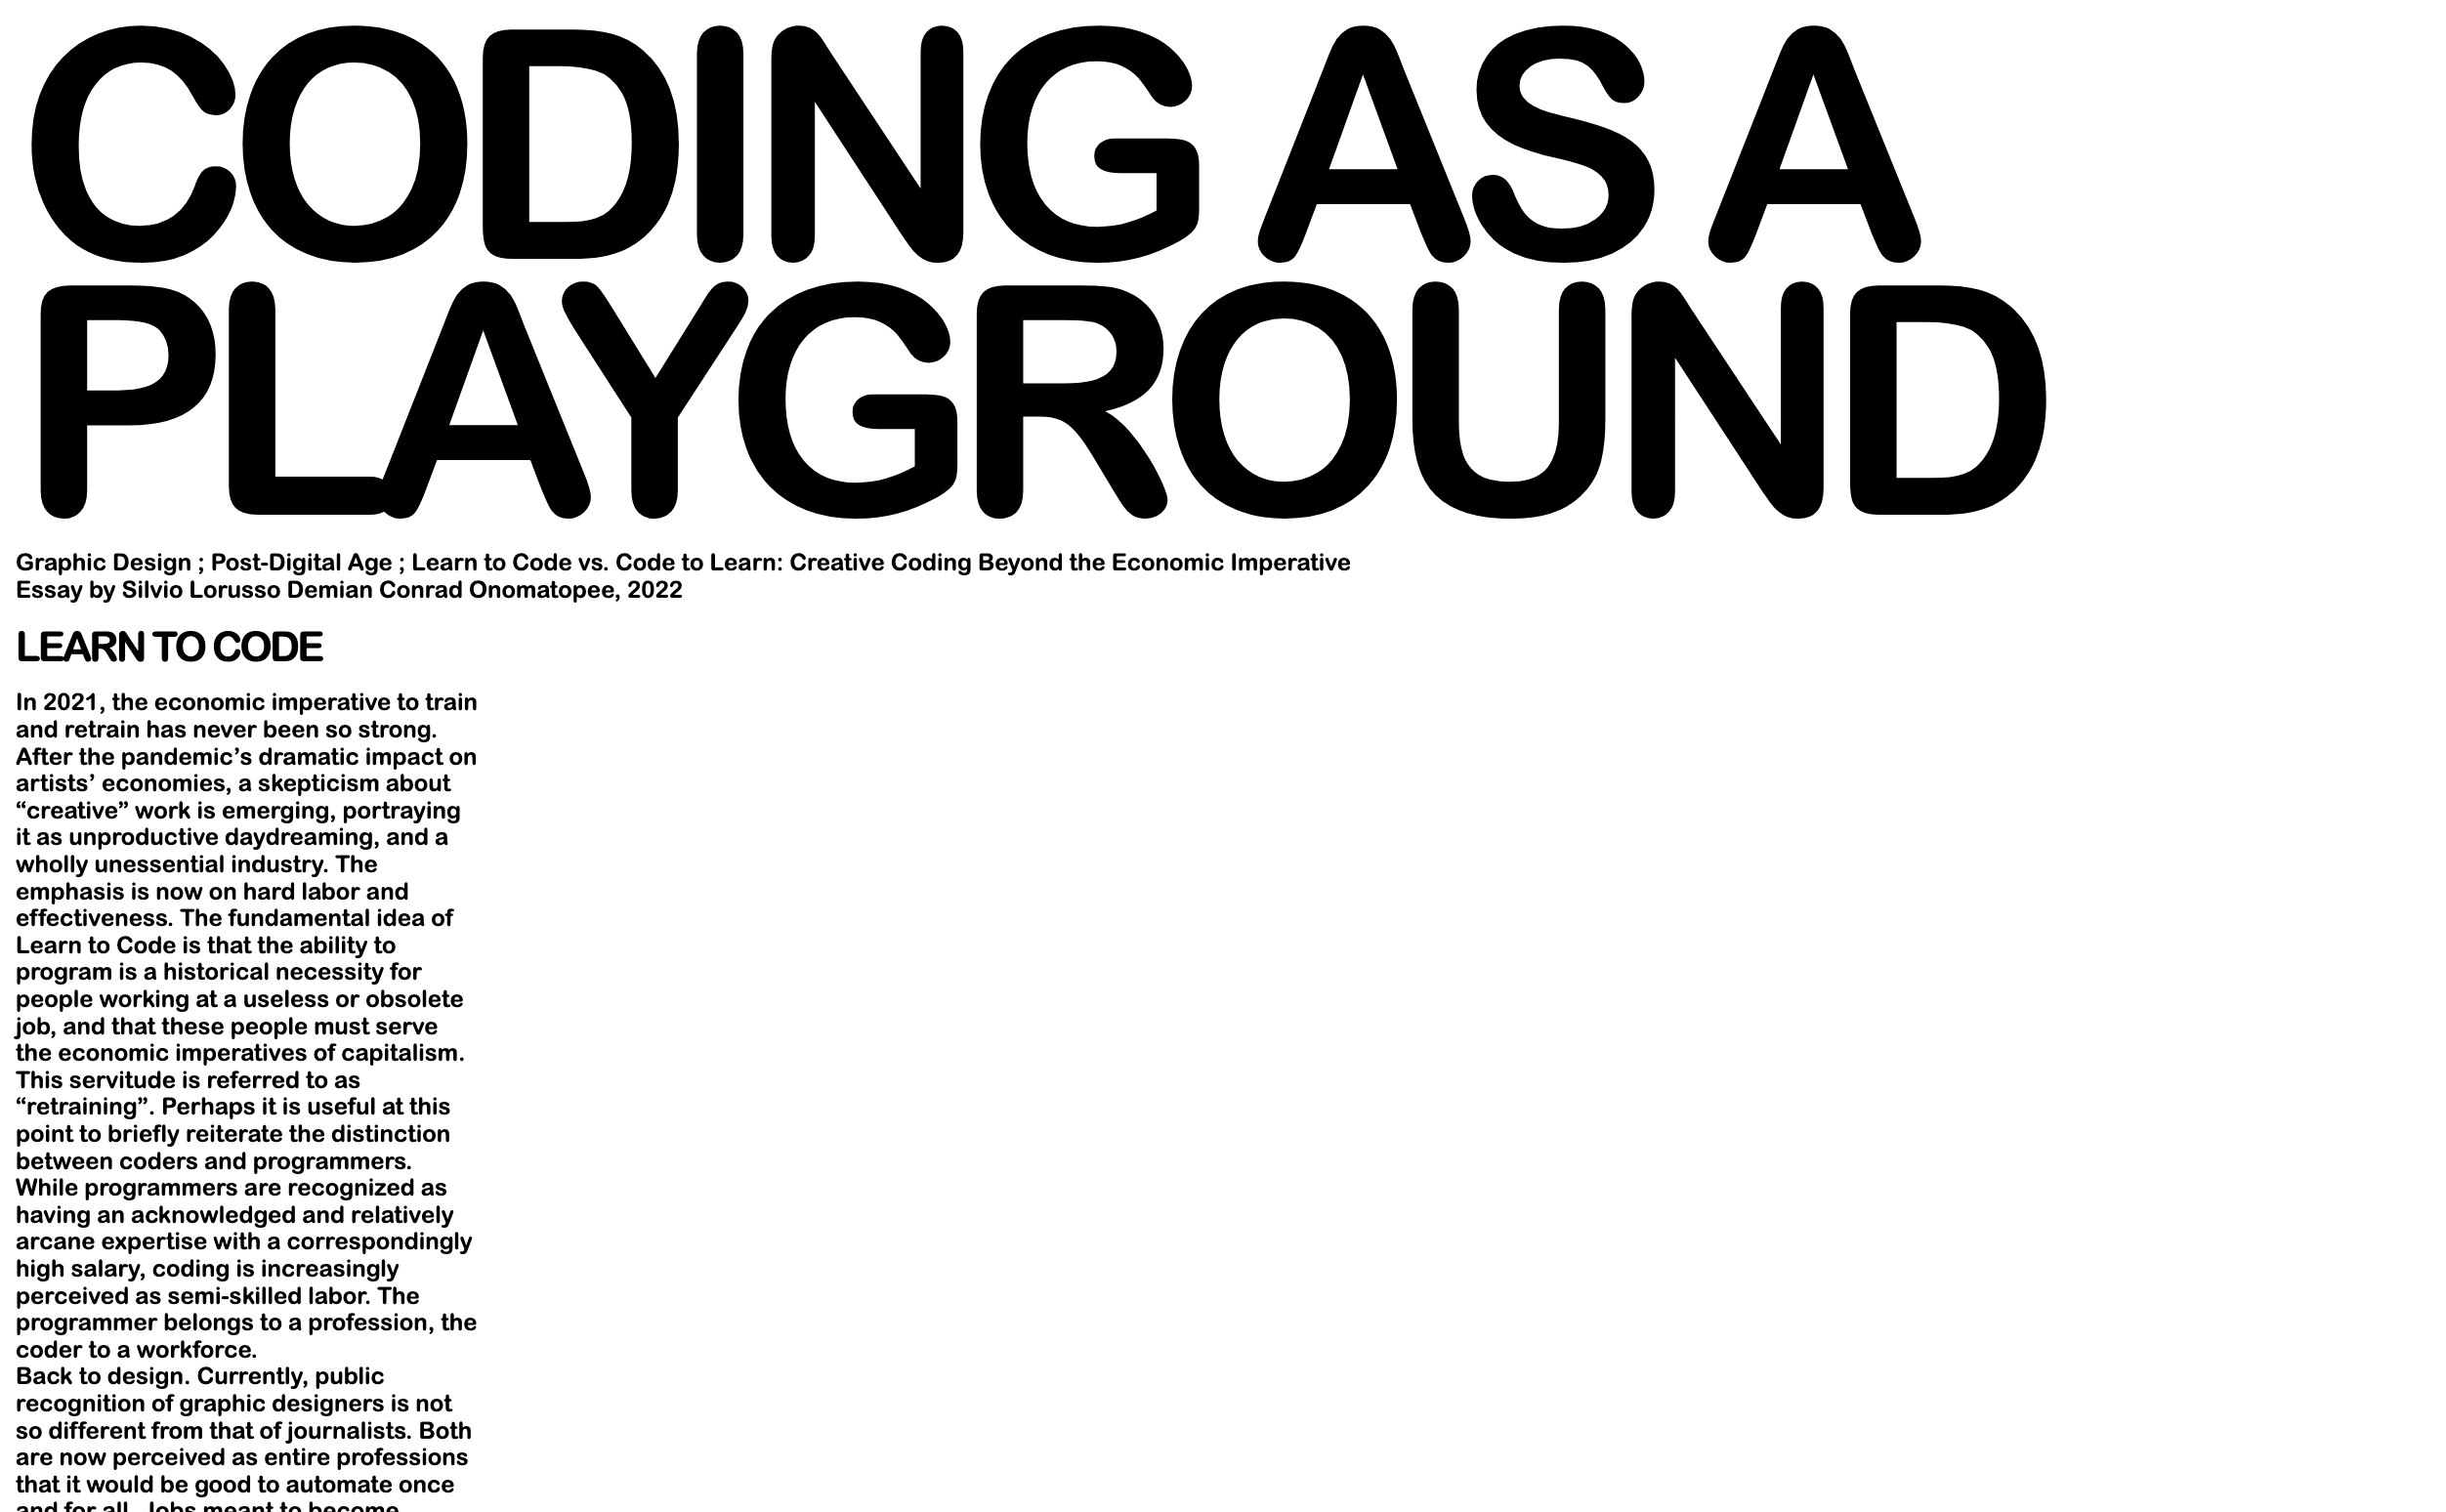 CODING AS A
PLAYGROUND
Graphic Design ; Post-Digital Age ; Learn to Code vs. Code to Learn: Creative Coding Beyond the Economic Imperative
Essay by Silvio Lorusso Demian Conrad Onomatopee, 2022
LEARN TO CODE
In 2021, the economic imperative to train
and retrain has never been so strong.
After the pandemic’s dramatic impact on
artists’ economies, a skepticism about
“creative” work is emerging, portraying
it as unproductive daydreaming, and a
wholly unessential industry. The
emphasis is now on hard labor and
effectiveness. The fundamental idea of
Learn to Code is that the ability to
program is a historical necessity for
people working at a useless or obsolete
job, and that these people must serve
the economic imperatives of capitalism.
This servitude is referred to as
“retraining”. Perhaps it is useful at this
point to briefly reiterate the distinction
between coders and programmers.
While programmers are recognized as
having an acknowledged and relatively
arcane expertise with a correspondingly
high salary, coding is increasingly
perceived as semi-skilled labor. The
programmer belongs to a profession, the
coder to a workforce.
Back to design. Currently, public
recognition of graphic designers is not
so different from that of journalists. Both
are now perceived as entire professions
that it would be good to automate once
and for all. Jobs meant to become